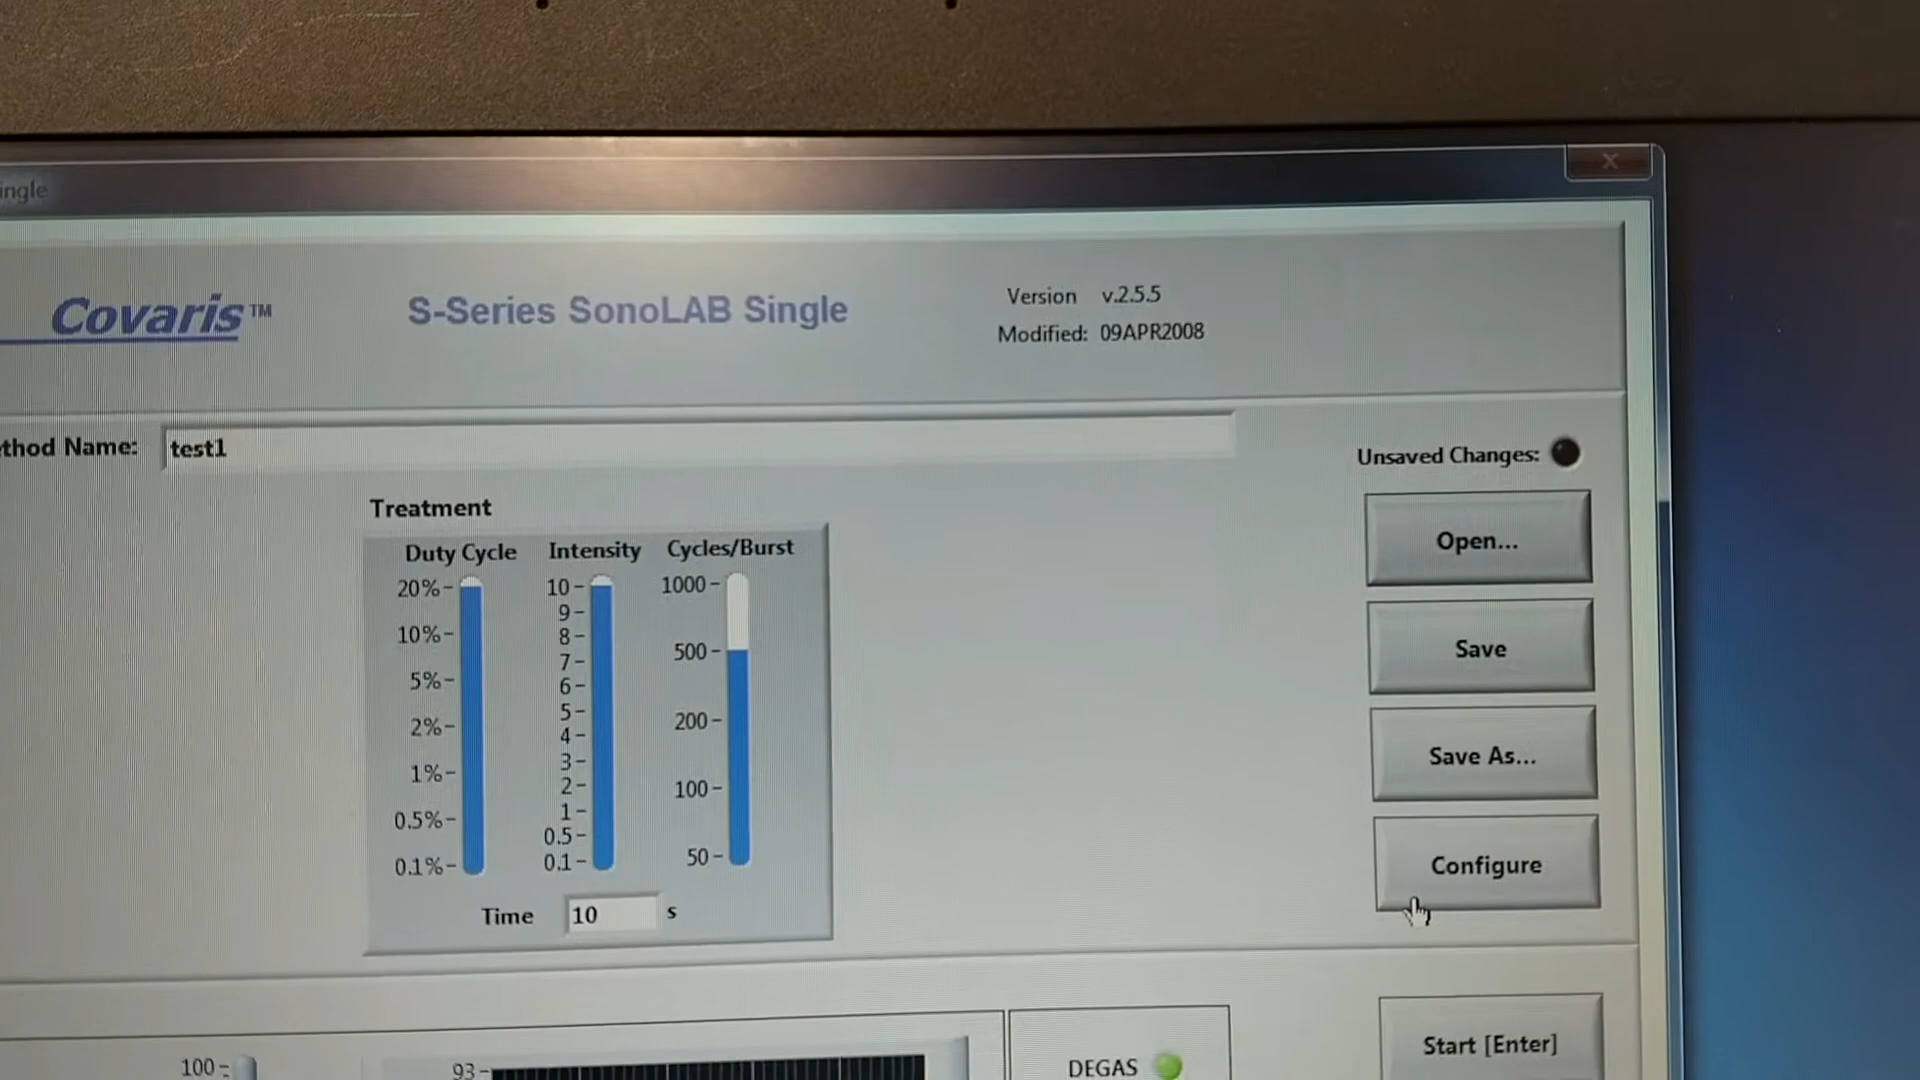 ingle
Covaris™
S-Series SonoLAB Single
Version v.2.5.5
Modified: 09APR2008
thod Name: test1
Unsaved Changes:
Treatment
Duty Cycle Intensity Cycles/Burst
20% 10 1000
9
10% 8
7 500
5% 6
5
2% 4 200
3
1% 2 100
1
0.5% 0.5
0.1% 0.1 50
Time 10 s
Open...
Save
Save As...
Configure
Start [Enter]
100 93 DEGAS